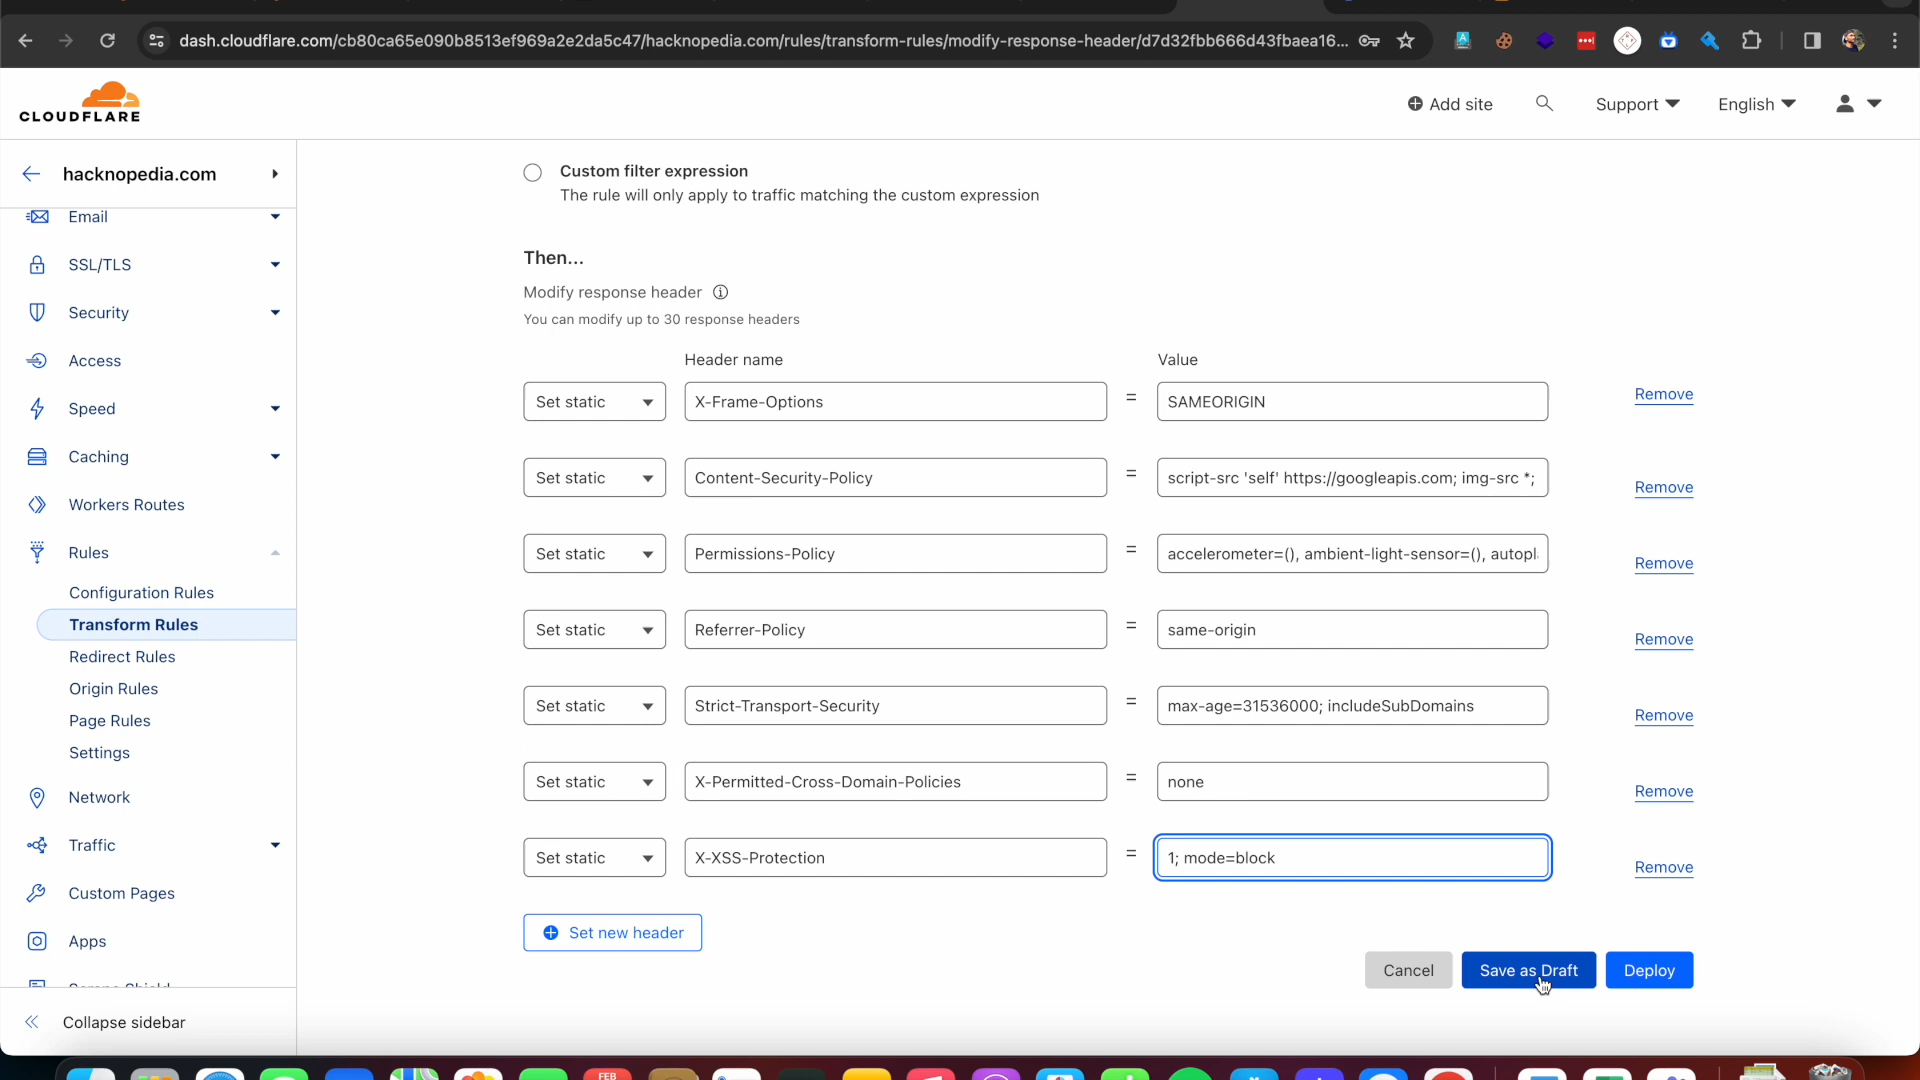 dash.cloudflare.com/cb80ca65e090b8513ef969a2e2da5c47/hacknopedia.com/rules/transform-rules/modify-response-header/d7d32fbb666d43fbaea16...
CLOUDFLARE
Add site
Support
English
hacknopedia.com
Email
SSL/TLS
Security
Access
Speed
Caching
Workers Routes
Rules
Configuration Rules
Transform Rules
Redirect Rules
Origin Rules
Page Rules
Settings
Network
Traffic
Custom Pages
Apps
Collapse sidebar
Custom filter expression
The rule will only apply to traffic matching the custom expression
Then...
Modify response header
You can modify up to 30 response headers
Header name Value
Set static X-Frame-Options = SAMEORIGIN Remove
Set static Content-Security-Policy = script-src 'self' https://googleapis.com; img-src *; Remove
Set static Permissions-Policy = accelerometer=(), ambient-light-sensor=(), autopl Remove
Set static Referrer-Policy = same-origin Remove
Set static Strict-Transport-Security = max-age=31536000; includeSubDomains Remove
Set static X-Permitted-Cross-Domain-Policies = none Remove
Set static X-XSS-Protection = 1; mode=block Remove
Set new header
Cancel Save as Draft Deploy
FEB